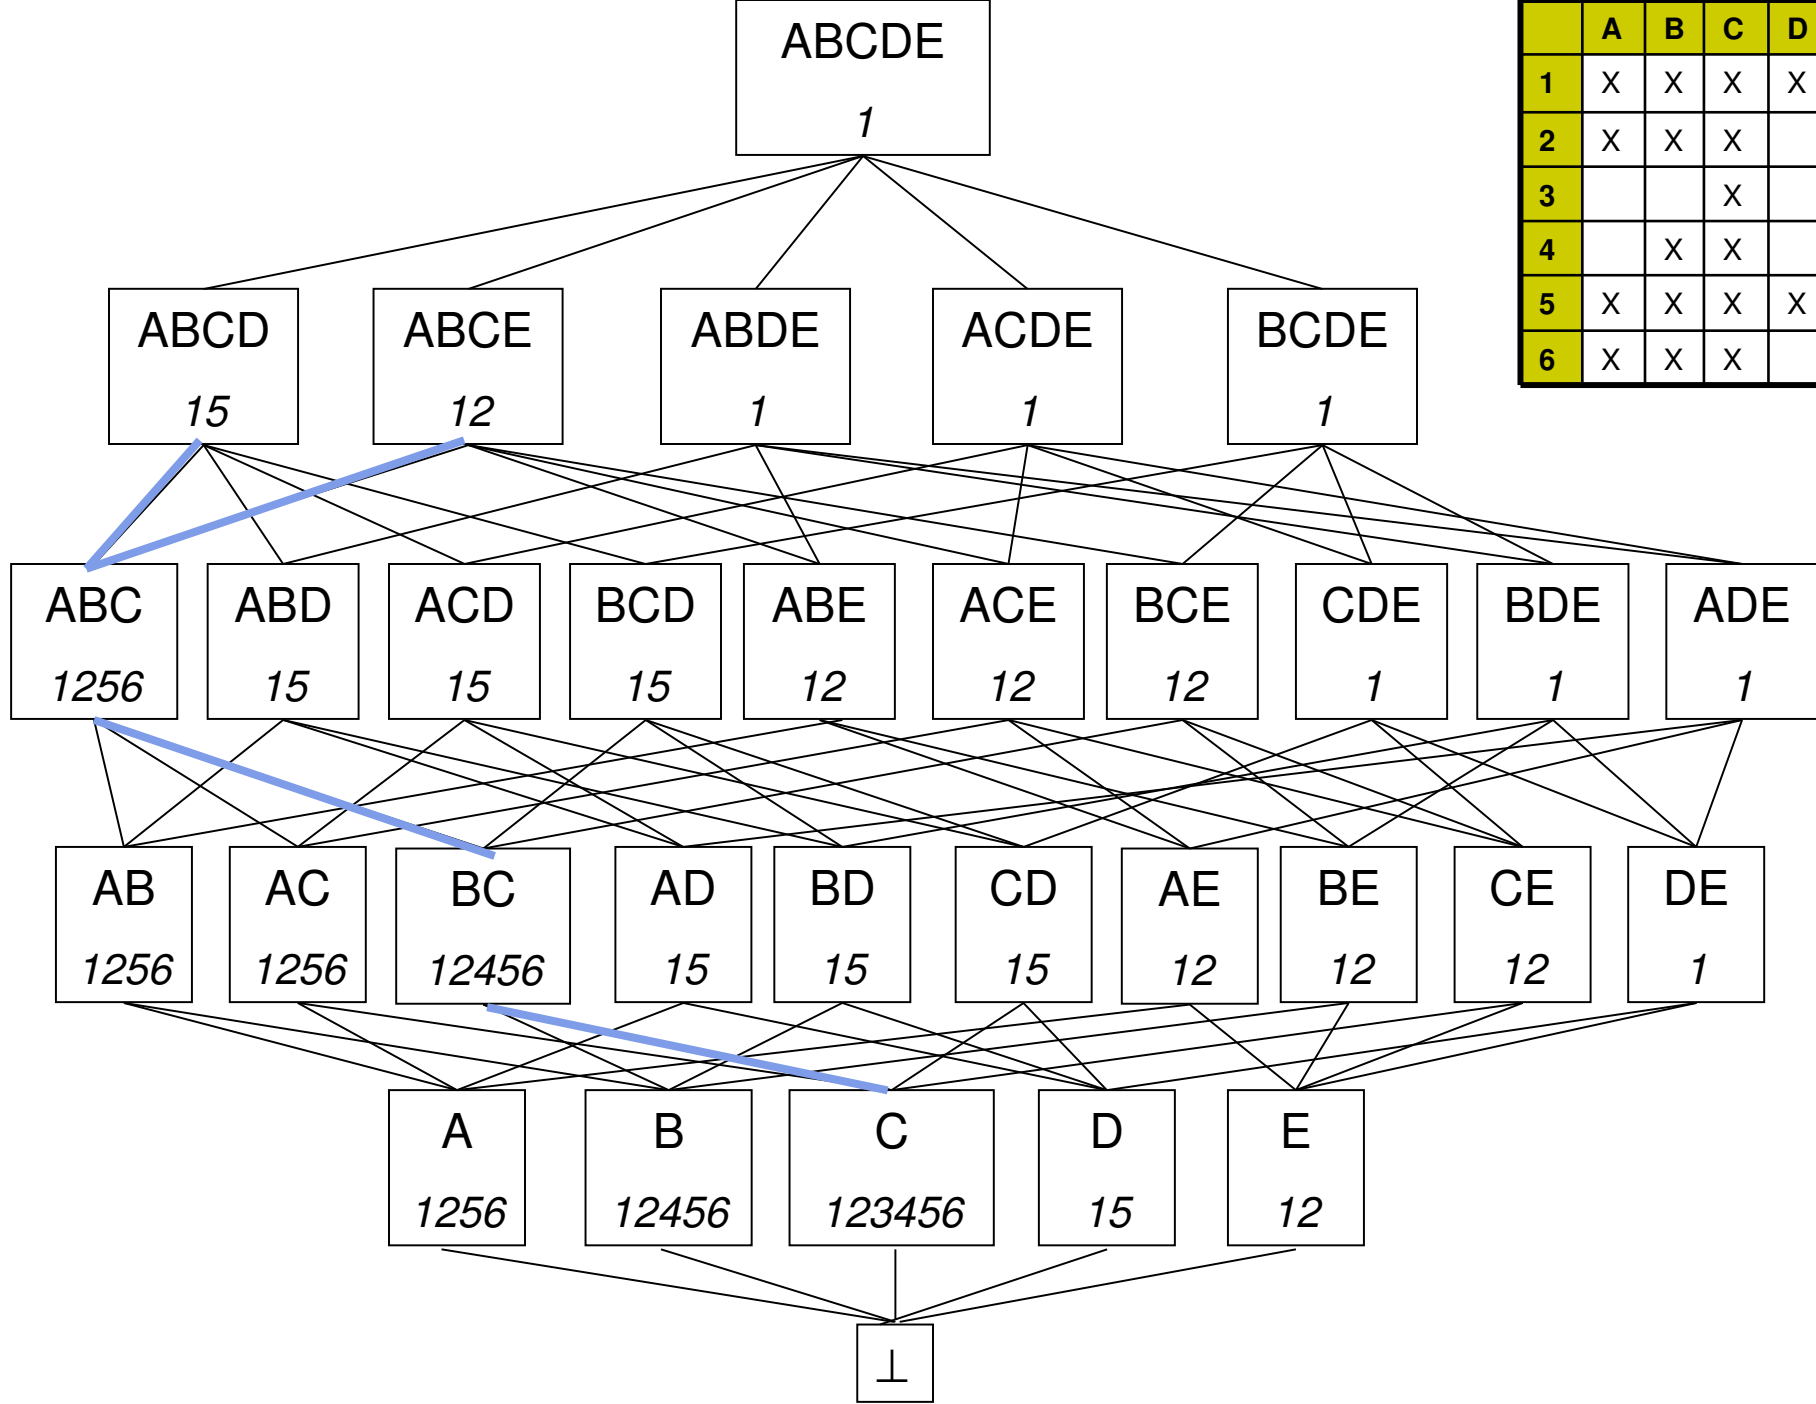 ABCDE
1
A B C D
1 X X X X
2 X X X
3 X
4 X X
5 X X X X
6 X X X
ABCD ABCE ABDE ACDE BCDE
15 12 1 1 1
ABC ABD ACD BCD ABE ACE BCE CDE BDE ADE
1256 15 15 15 12 12 12 1 1 1
AB AC BC AD BD CD AE BE CE DE
1256 1256 12456 15 15 15 12 12 12 1
A B C D E
1256 12456 123456 15 12
⊥